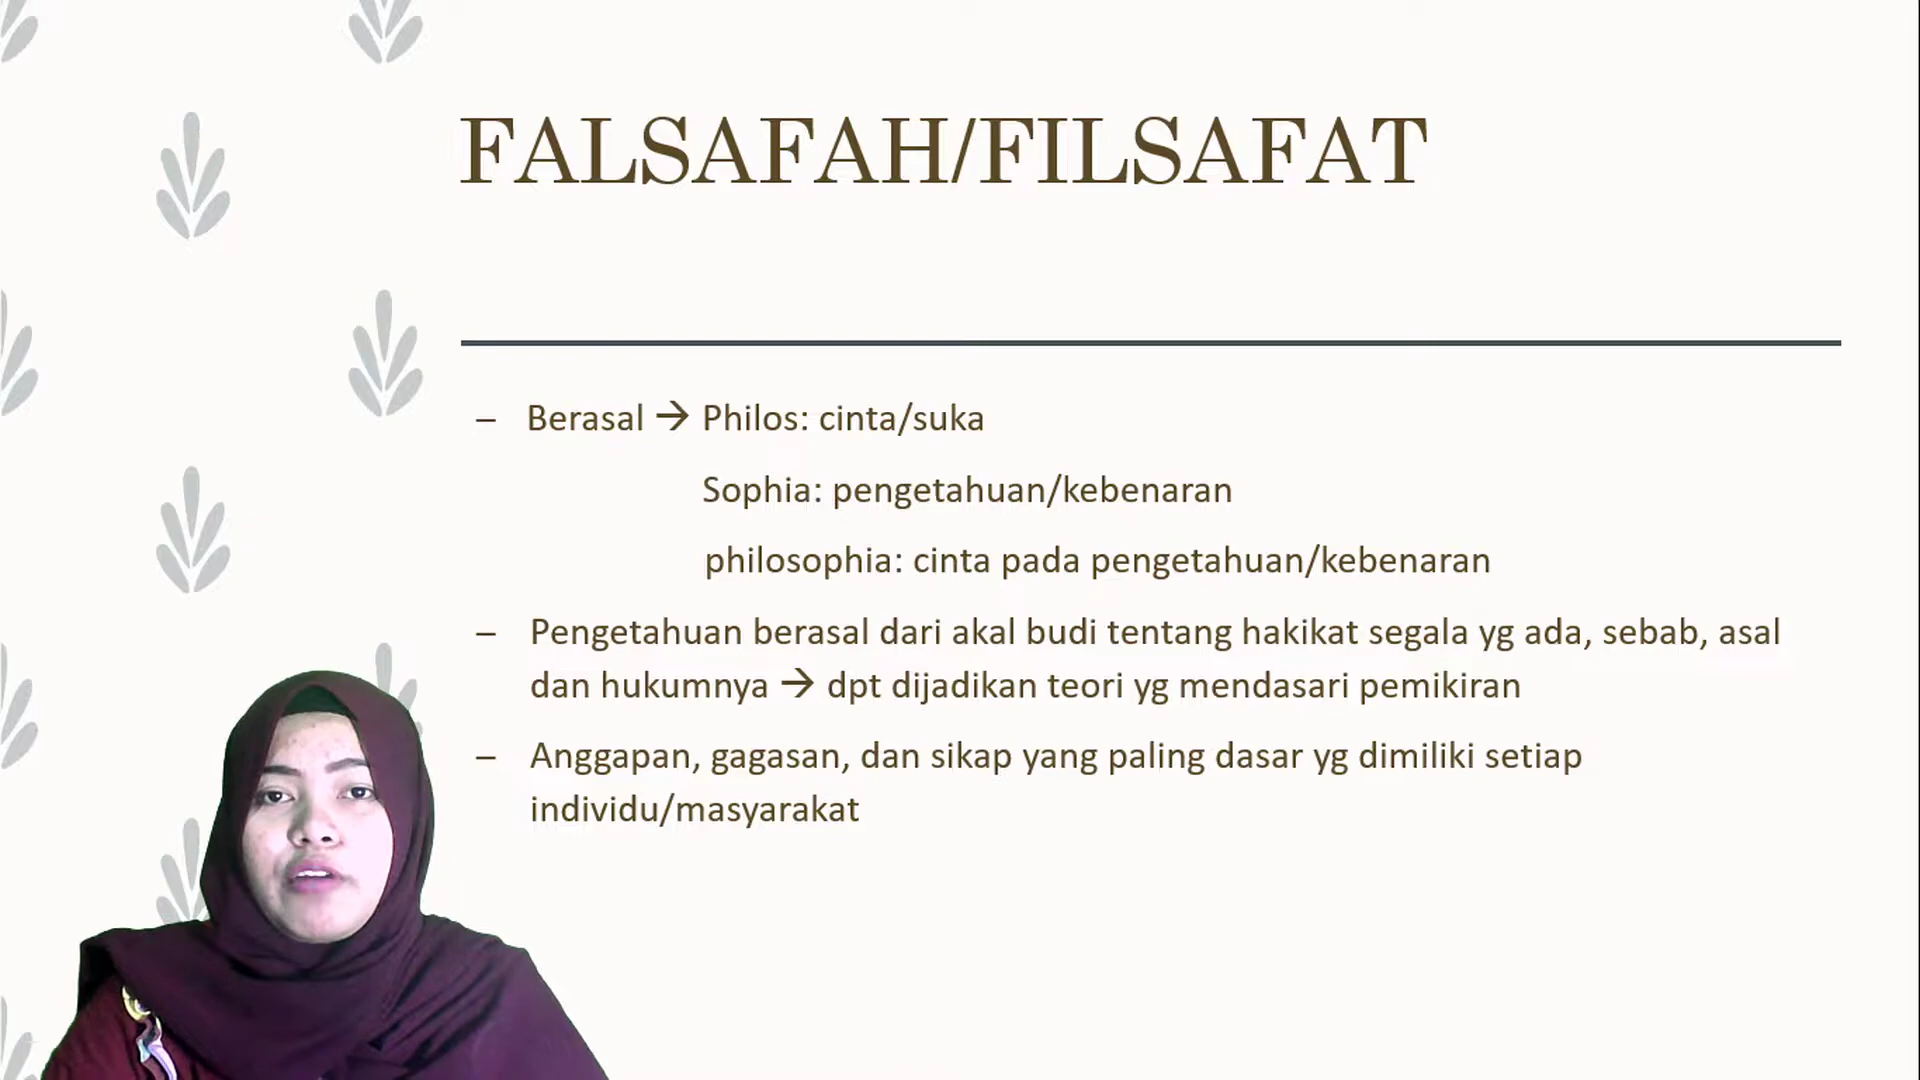 FALSAFAH/FILSAFAT
– Berasal → Philos: cinta/suka
Sophia: pengetahuan/kebenaran
philosophia: cinta pada pengetahuan/kebenaran
– Pengetahuan berasal dari akal budi tentang hakikat segala yg ada, sebab, asal
dan hukumnya → dpt dijadikan teori yg mendasari pemikiran
– Anggapan, gagasan, dan sikap yang paling dasar yg dimiliki setiap
individu/masyarakat